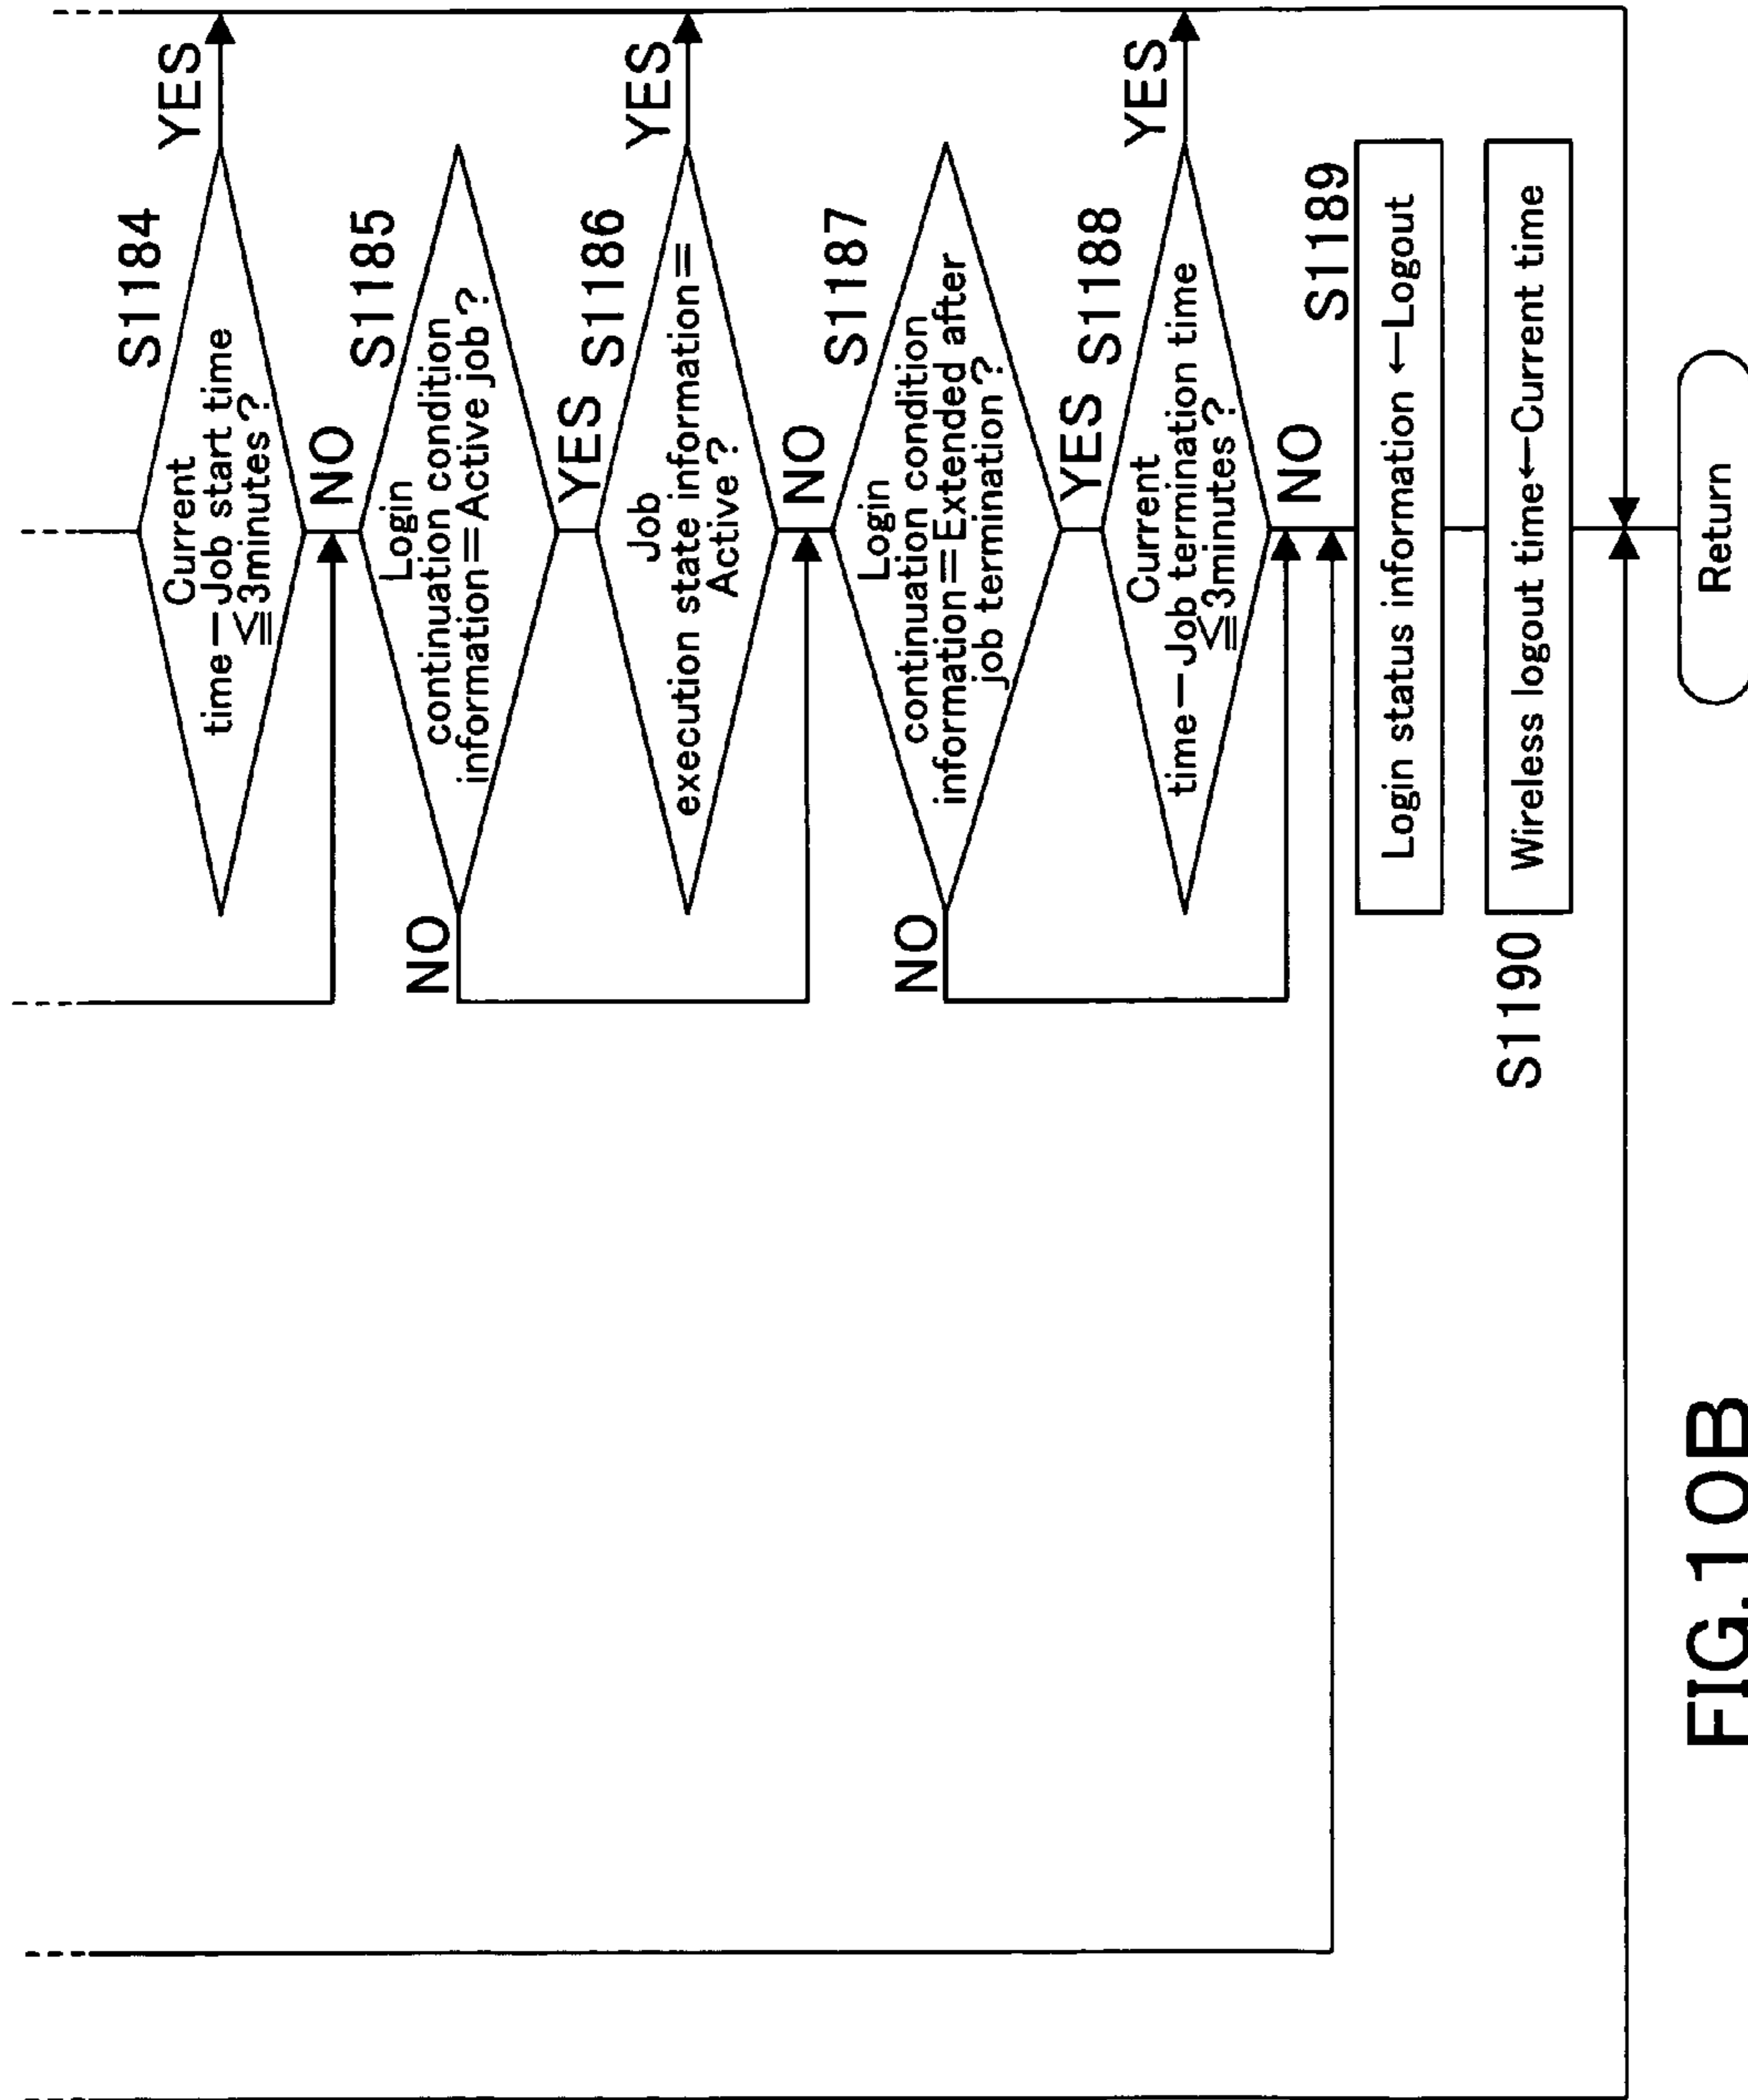 S1184
Current
time−Job start time
≦3minutes?
YES
NO
S1185
Login
continuation condition
information=Active job?
NO
YES
S1186
Job
execution state information=
Active?
YES
NO
S1187
Login
continuation condition
information=Extended after
job termination?
NO
YES
S1188
Current
time−Job termination time
≦3minutes?
YES
NO
S1189
Login status information ←Logout
S1190
Wireless logout time←Current time
Return
FIG.10B